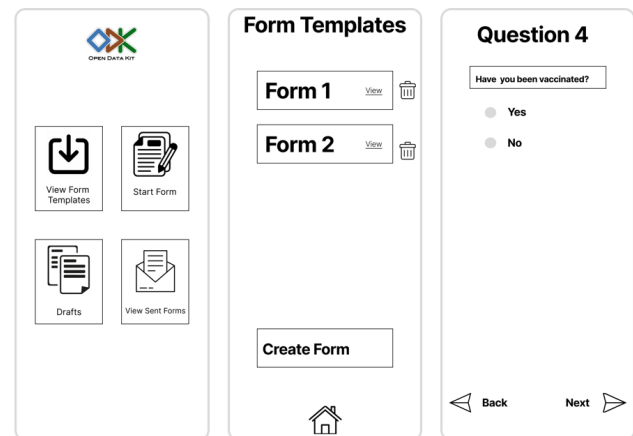 OPEN DATA KIT
View Form
Templates
Start Form
Drafts
View Sent Forms
Form Templates
Form 1 View
Form 2 View
Create Form
Question 4
Have you been vaccinated?
Yes
No
Back Next